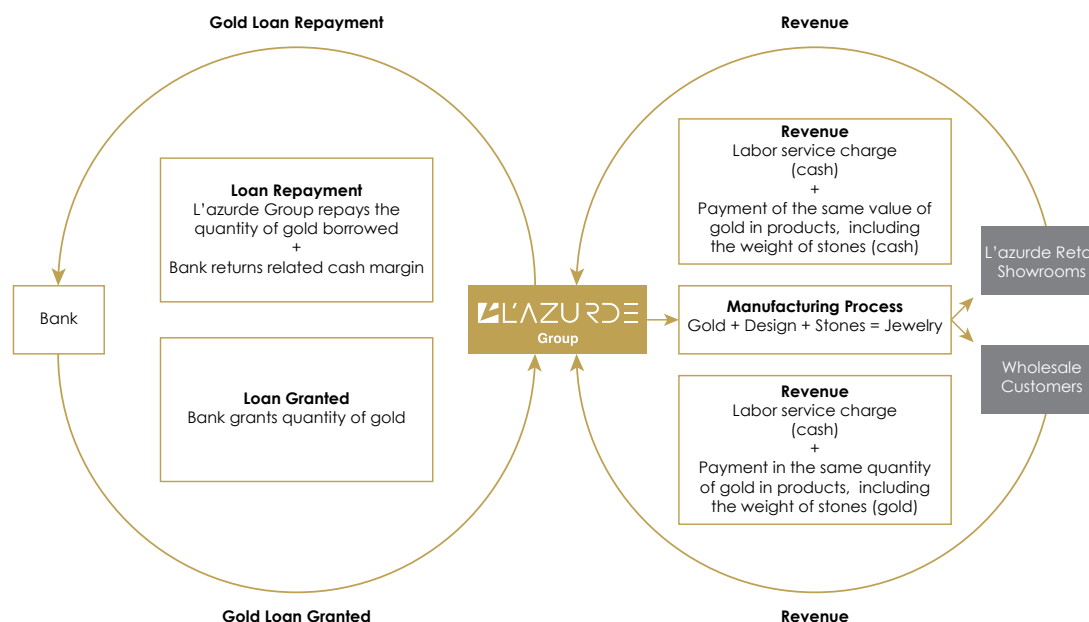 Gold Loan Repayment
Revenue
Loan Repayment
L'azurde Group repays the
quantity of gold borrowed
+
Bank returns related cash margin
Bank
Loan Granted
Bank grants quantity of gold
Gold Loan Granted
L'AZURDE
Group
Revenue
Labor service charge
(cash)
+
Payment of the same value of
gold in products, including
the weight of stones (cash)
Manufacturing Process
Gold + Design + Stones = Jewelry
Revenue
Labor service charge
(cash)
+
Payment in the same quantity
of gold in products, including
the weight of stones (gold)
L'azurde
Showrooms
Wholesale
Customers
Revenue